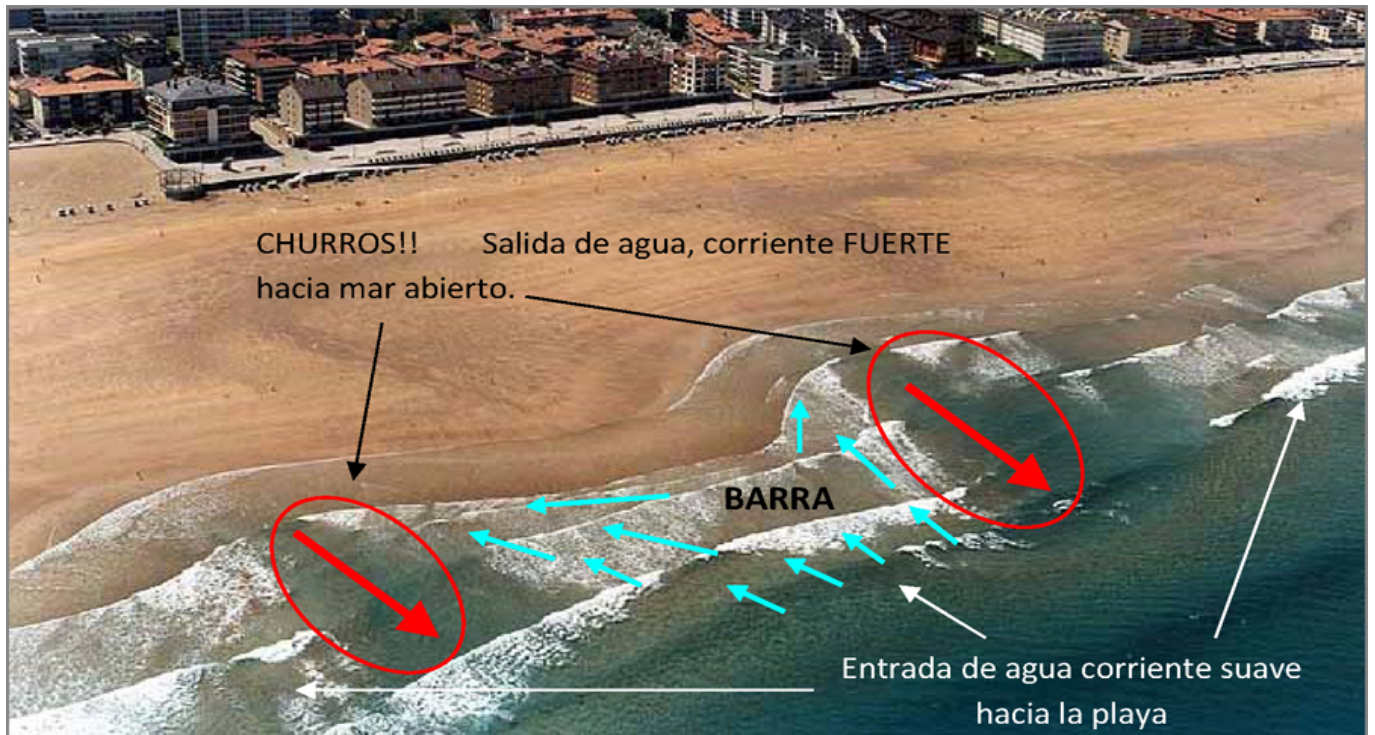 CHURROS!! Salida de agua, corriente FUERTE
hacia mar abierto.
BARRA
Entrada de agua corriente suave
hacia la playa